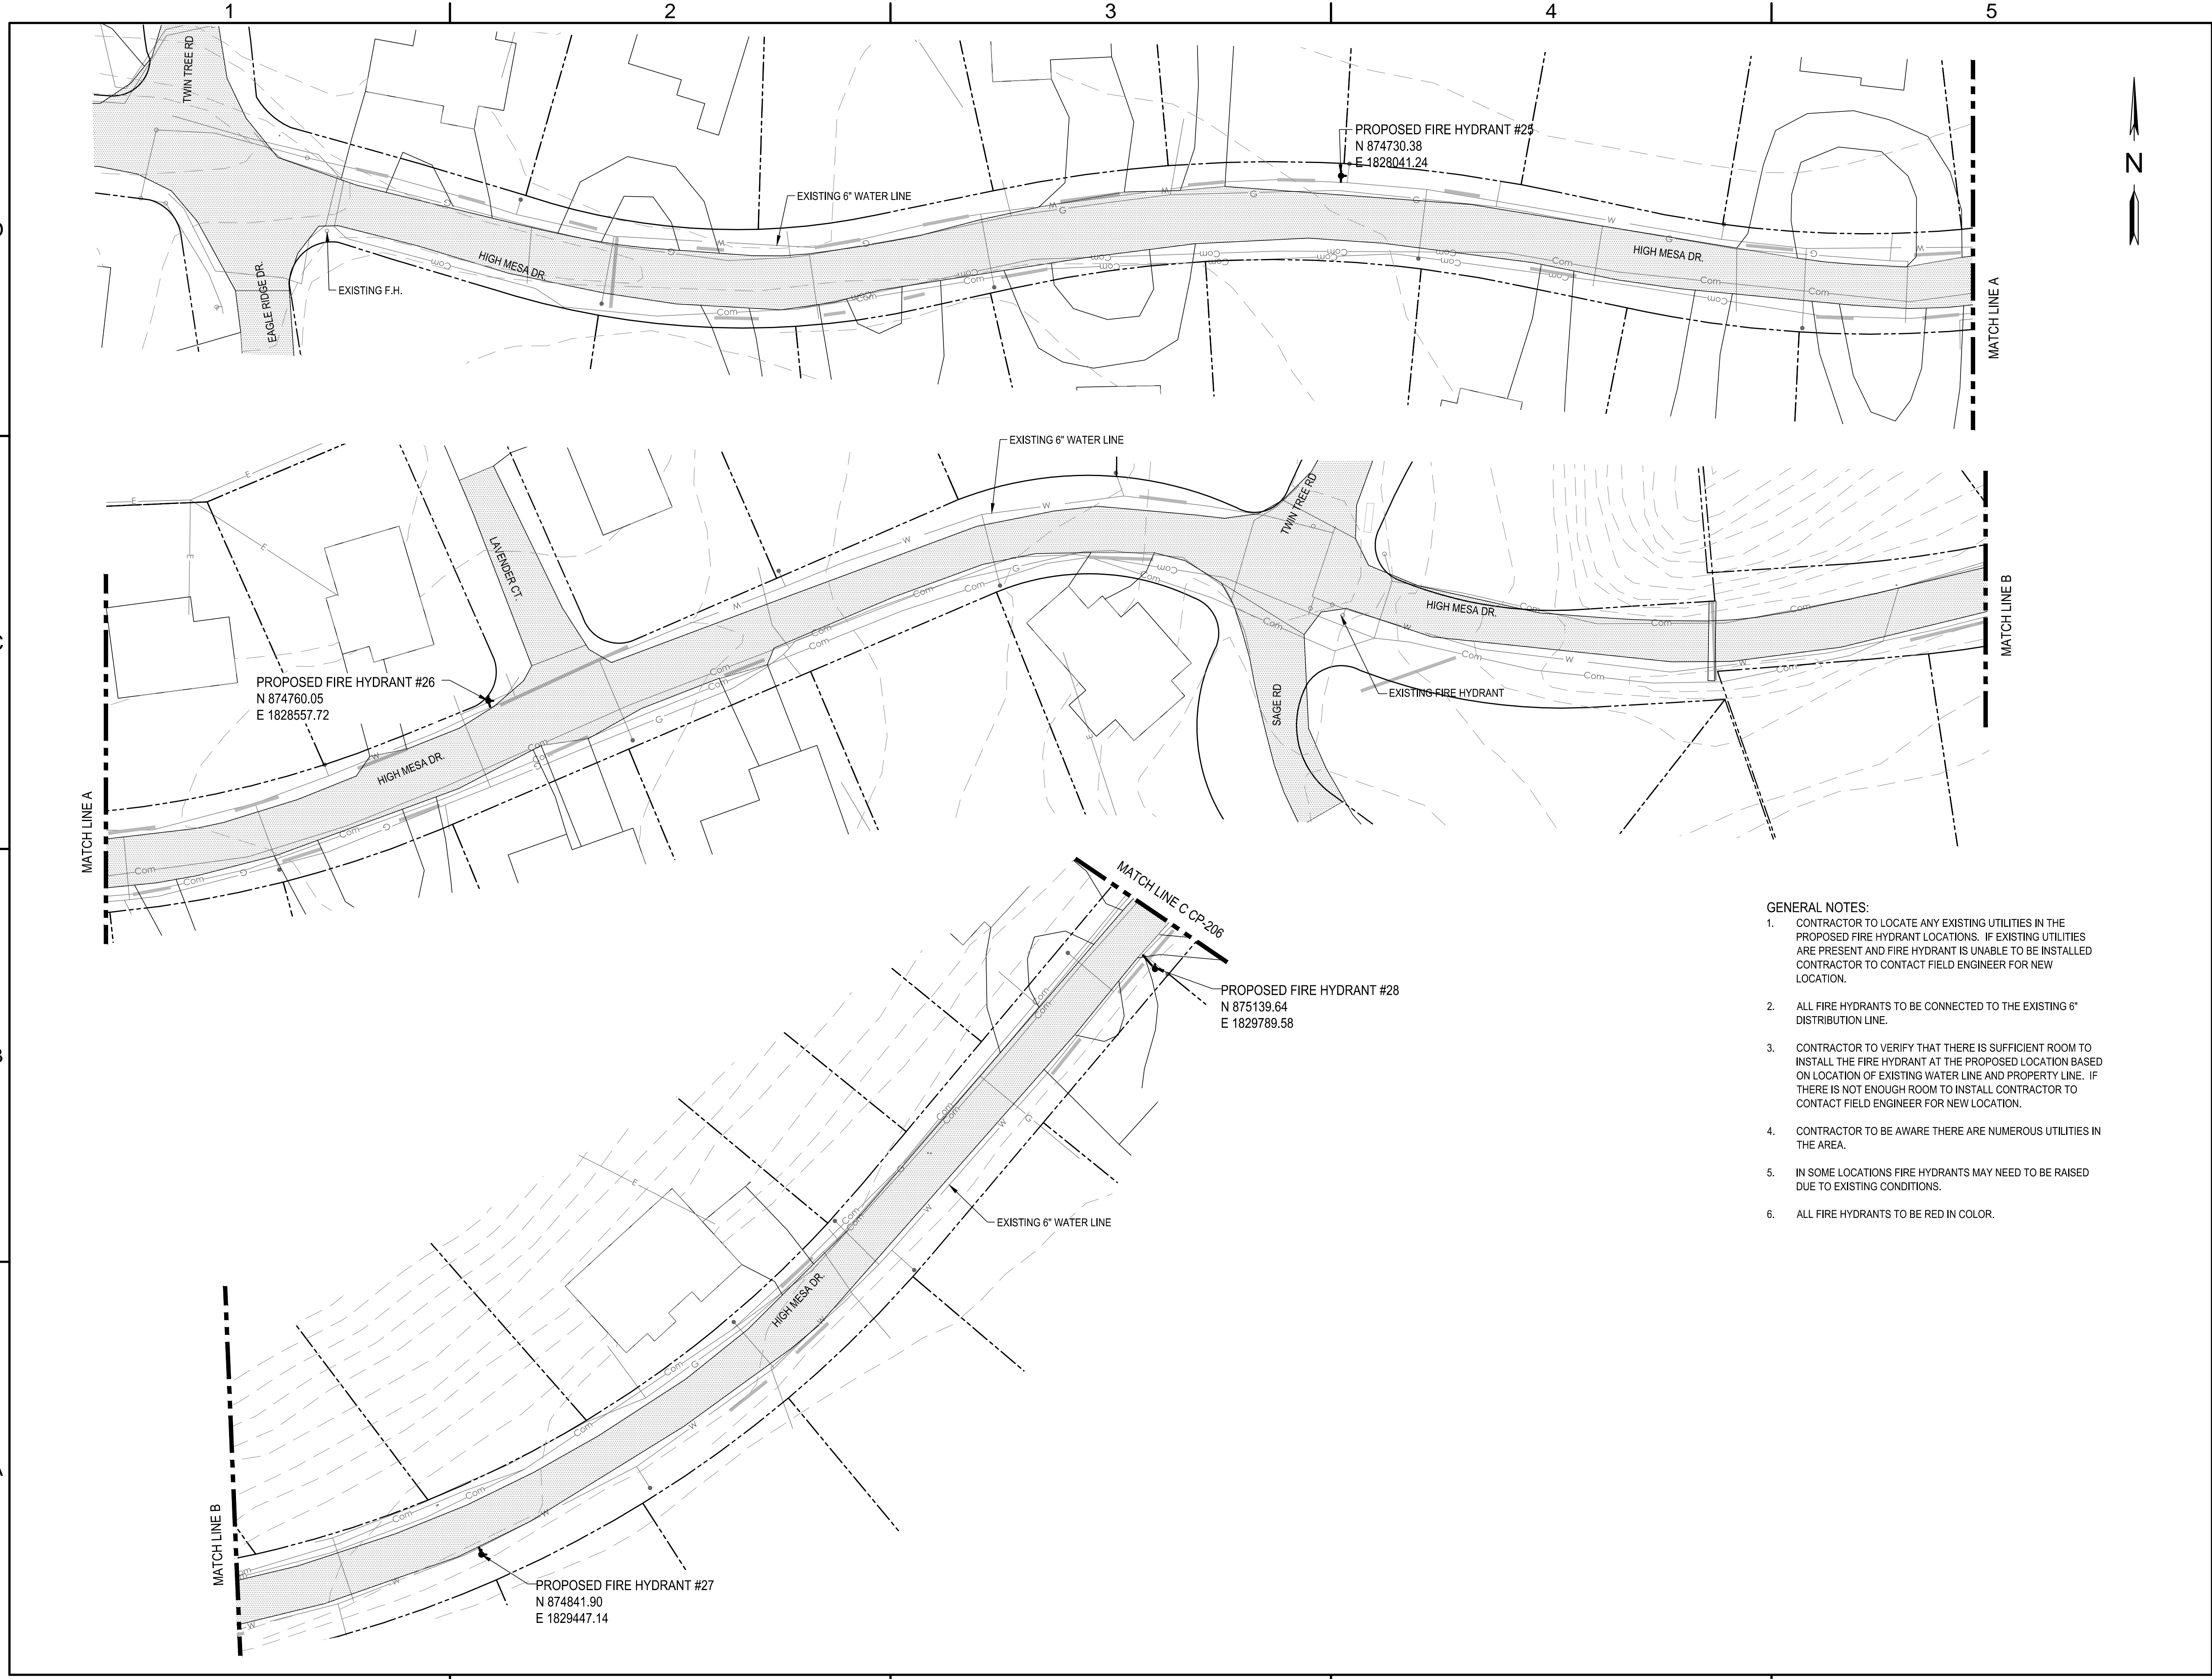 1
2
3
4
5
TWIN TREE RD
PROPOSED FIRE HYDRANT #25
N 874730.38
E 1828041.24
EXISTING 6" WATER LINE
N
HIGH MESA DR.
HIGH MESA DR.
EXISTING F.H.
EAGLE RIDGE DR.
MATCH LINE A
EXISTING 6" WATER LINE
TWIN TREE RD
LAVENDER CT.
HIGH MESA DR.
MATCH LINE B
PROPOSED FIRE HYDRANT #26
N 874760.05
E 1828557.72
SAGE RD
EXISTING FIRE HYDRANT
HIGH MESA DR.
MATCH LINE A
MATCH LINE C CP-206
PROPOSED FIRE HYDRANT #28
N 875139.64
E 1829789.58
EXISTING 6" WATER LINE
HIGH MESA DR.
MATCH LINE B
PROPOSED FIRE HYDRANT #27
N 874841.90
E 1829447.14
GENERAL NOTES:
1. CONTRACTOR TO LOCATE ANY EXISTING UTILITIES IN THE
PROPOSED FIRE HYDRANT LOCATIONS. IF EXISTING UTILITIES
ARE PRESENT AND FIRE HYDRANT IS UNABLE TO BE INSTALLED
CONTRACTOR TO CONTACT FIELD ENGINEER FOR NEW
LOCATION.
2. ALL FIRE HYDRANTS TO BE CONNECTED TO THE EXISTING 6"
DISTRIBUTION LINE.
3. CONTRACTOR TO VERIFY THAT THERE IS SUFFICIENT ROOM TO
INSTALL THE FIRE HYDRANT AT THE PROPOSED LOCATION BASED
ON LOCATION OF EXISTING WATER LINE AND PROPERTY LINE. IF
THERE IS NOT ENOUGH ROOM TO INSTALL CONTRACTOR TO
CONTACT FIELD ENGINEER FOR NEW LOCATION.
4. CONTRACTOR TO BE AWARE THERE ARE NUMEROUS UTILITIES IN
THE AREA.
5. IN SOME LOCATIONS FIRE HYDRANTS MAY NEED TO BE RAISED
DUE TO EXISTING CONDITIONS.
6. ALL FIRE HYDRANTS TO BE RED IN COLOR.